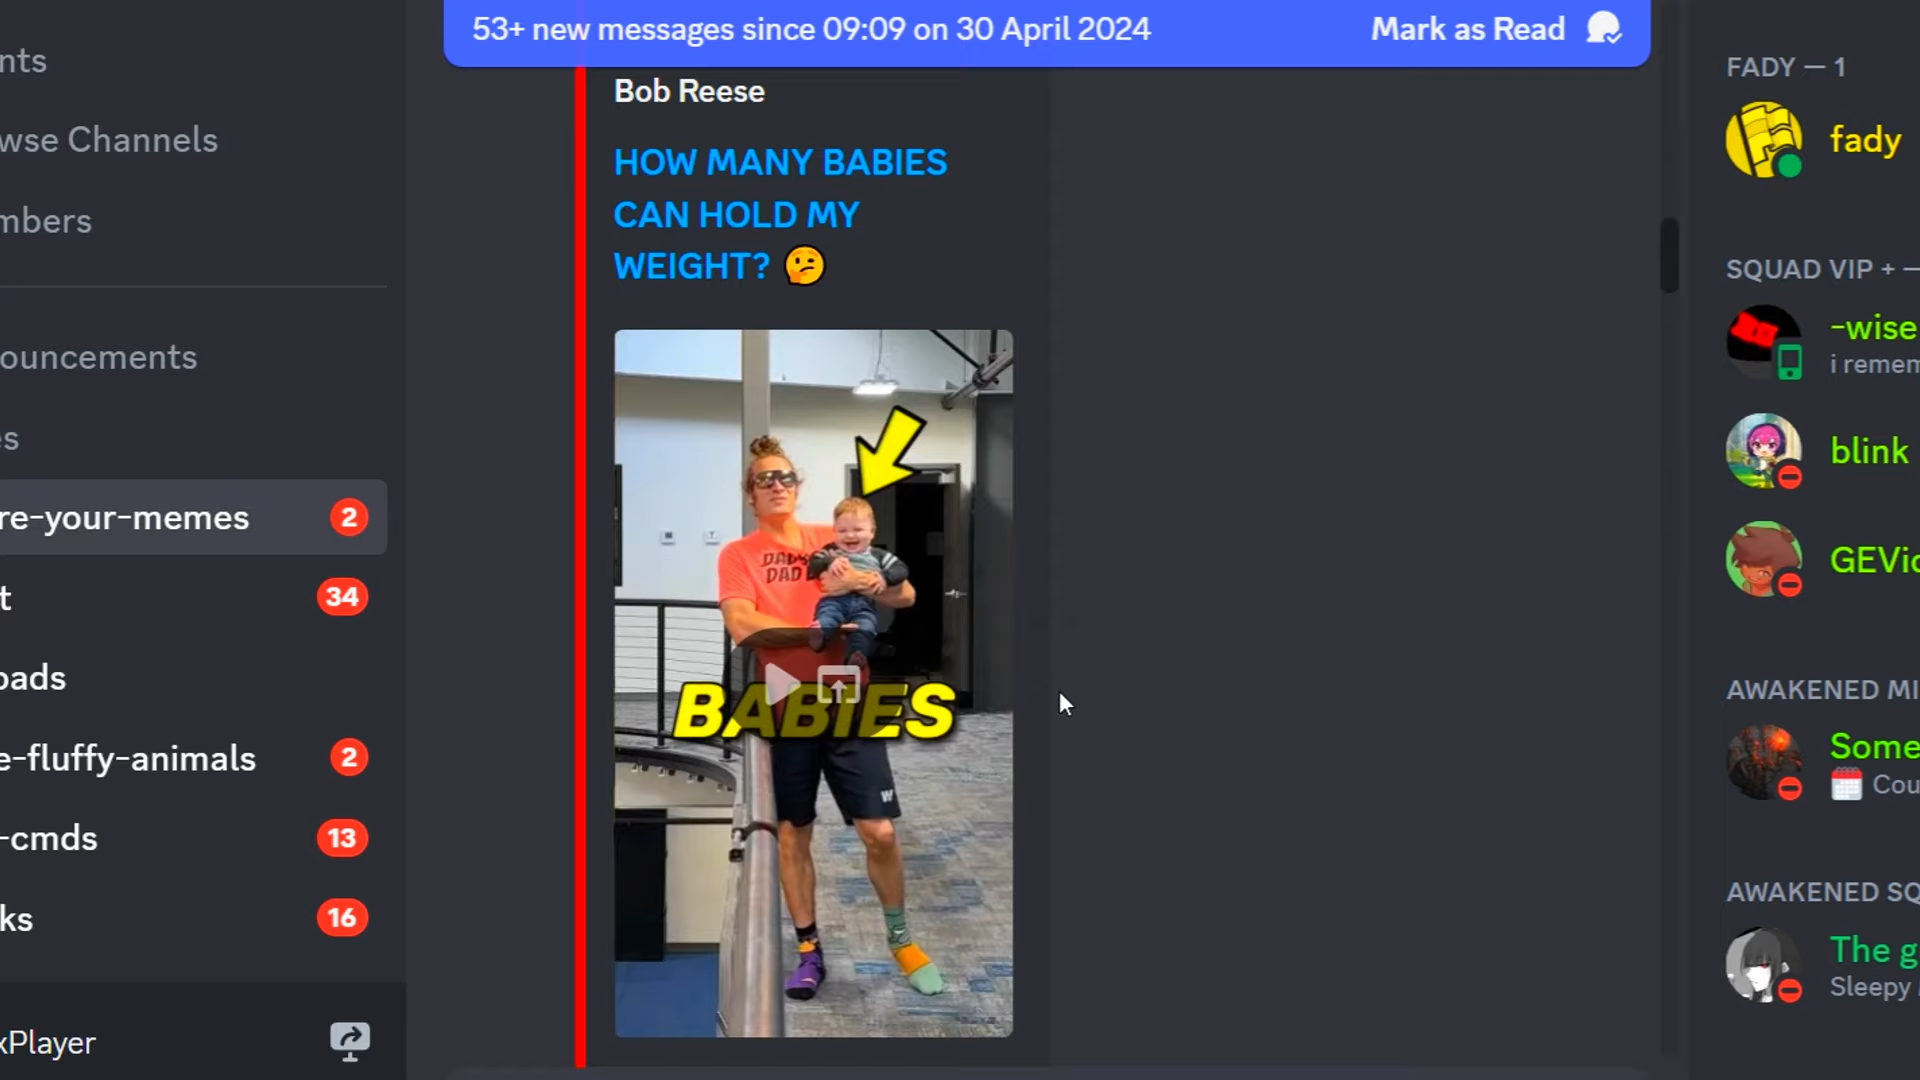 53+ new messages since 09:09 on 30 April 2024
Mark as Read
nts
wse Channels
mbers
ouncements
es
re-your-memes
2
t
34
oads
e-fluffy-animals
2
-cmds
13
ks
16
xPlayer
Bob Reese
HOW MANY BABIES
CAN HOLD MY
WEIGHT? 🤔
DAD'S
DAD
BABIES
W
FADY — 1
fady
SQUAD VIP + —
-wise
i remem
blink
GEVid
AWAKENED MI
Some
Cou
AWAKENED SQ
The g
Sleepy